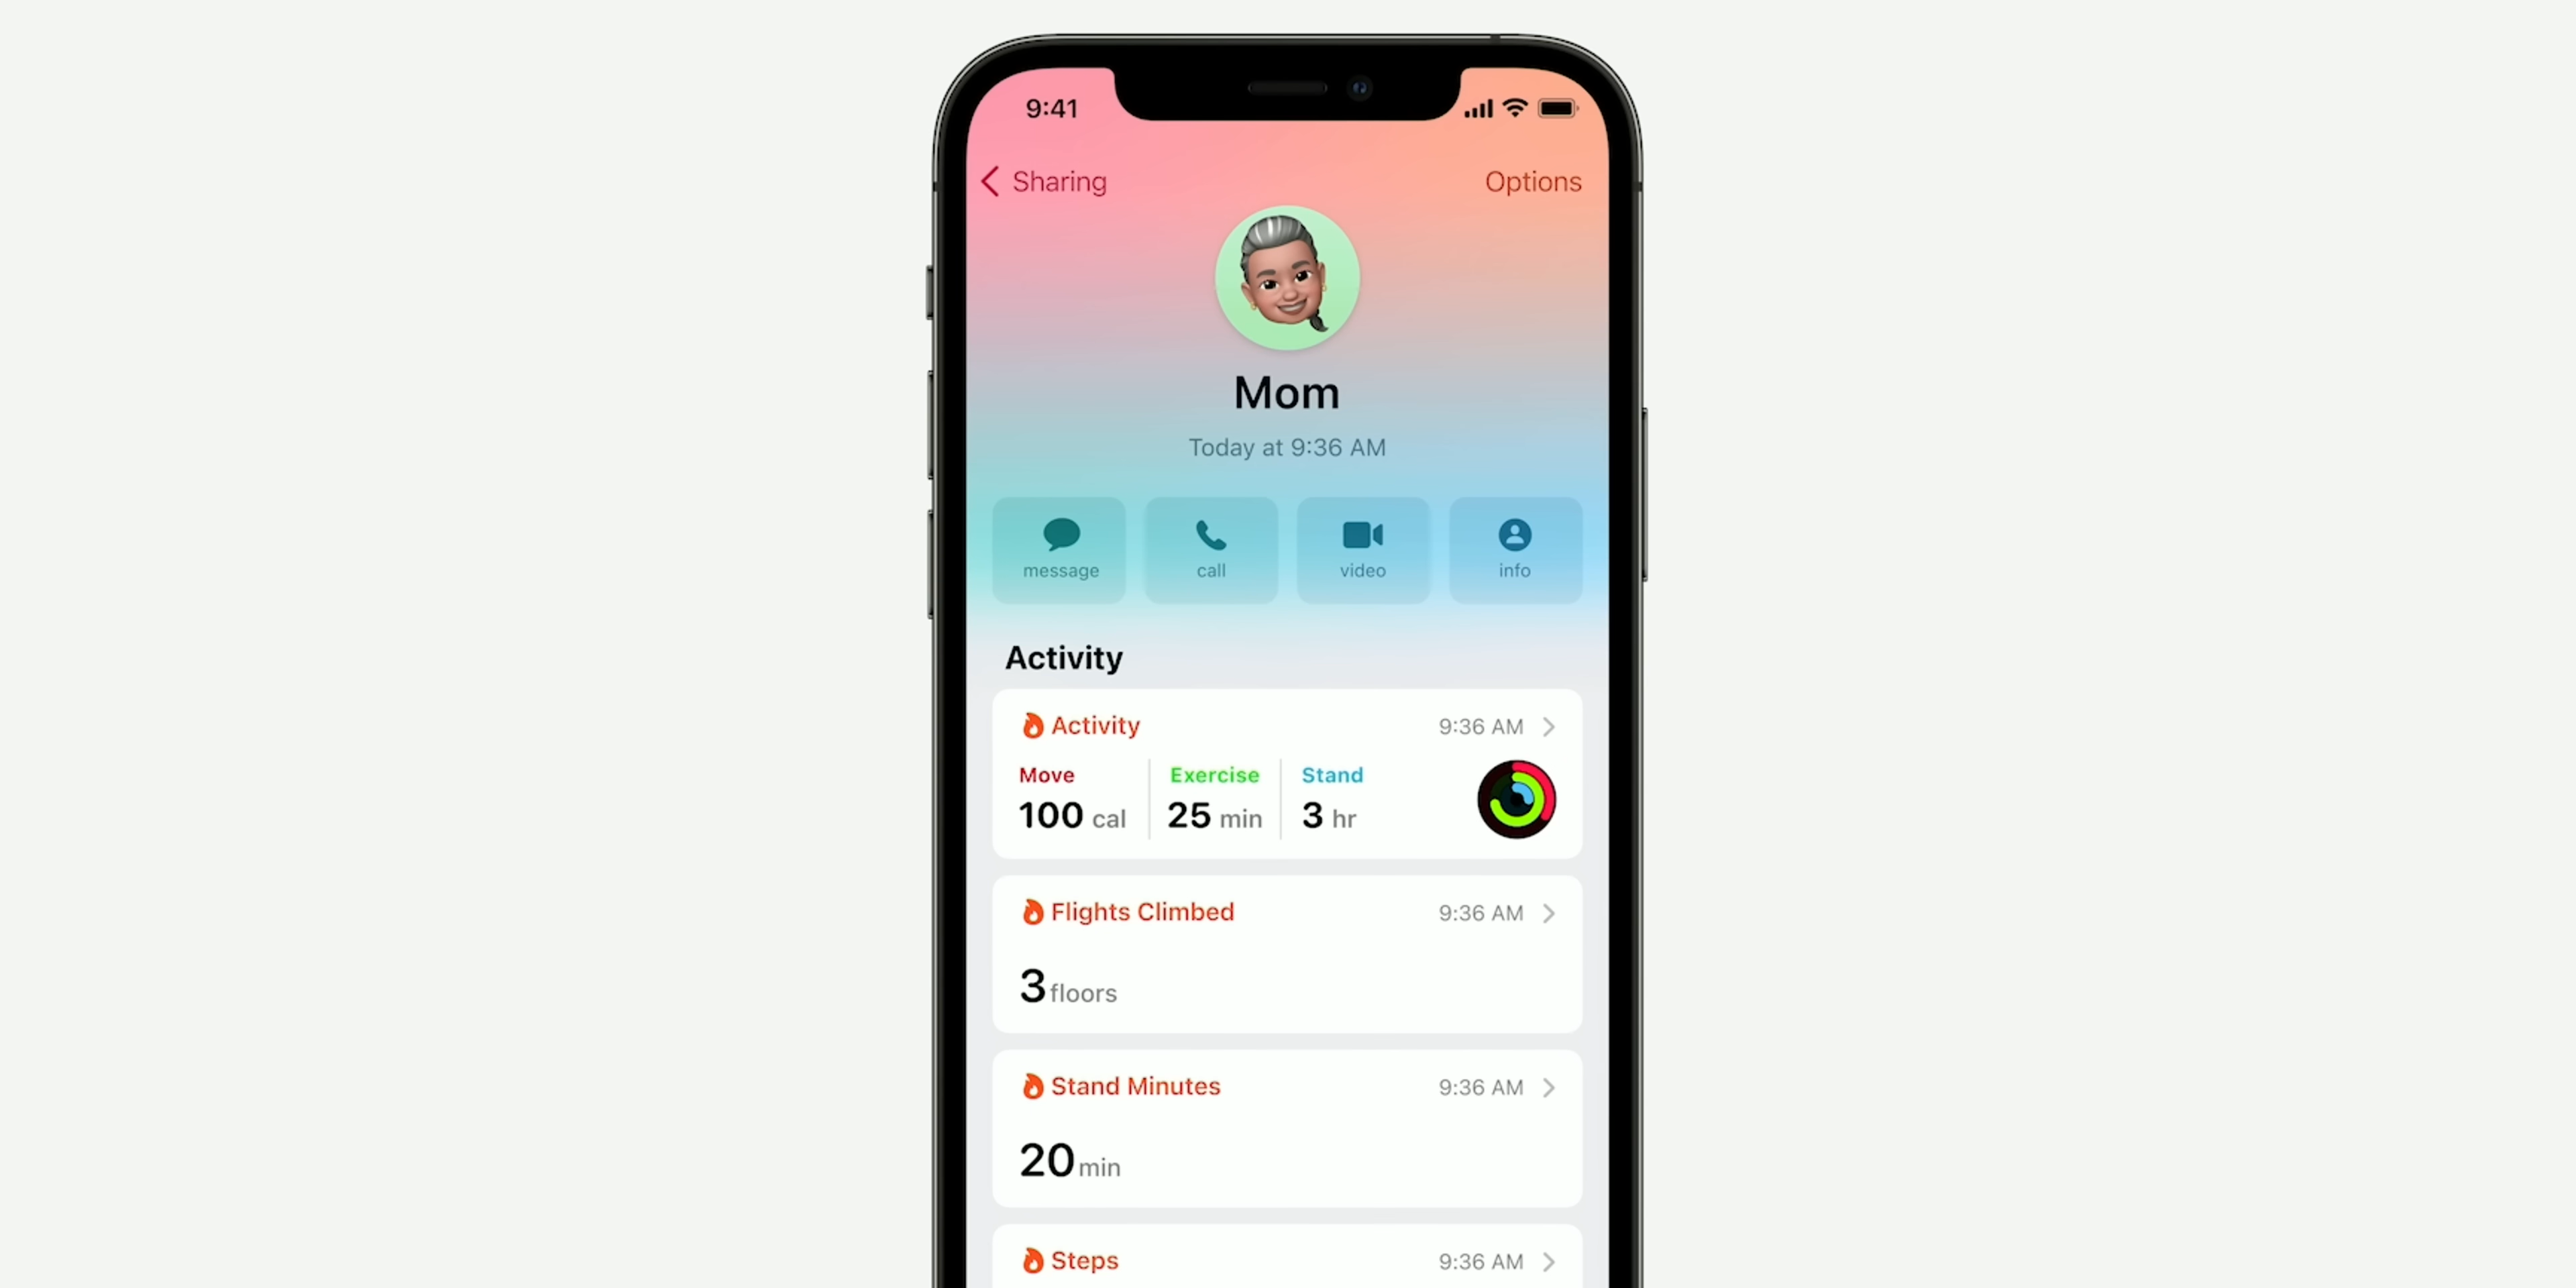 9:41
Sharing
Options
Mom
Today at 9:36 AM
message
call
video
info
Activity
Activity
9:36 AM
Move
Exercise
Stand
100 cal
25 min
3 hr
Flights Climbed
9:36 AM
3 floors
Stand Minutes
9:36 AM
20 min
Steps
9:36 AM